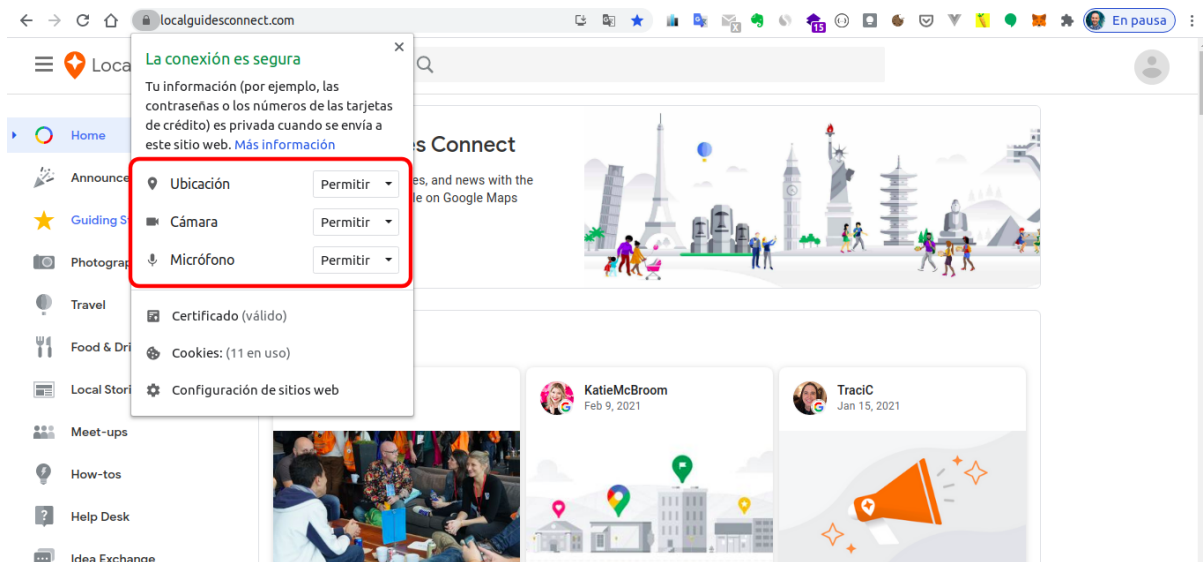 localguidesconnect.com
15
En pausa
Loca
La conexión es segura
Tu información (por ejemplo, las
contraseñas o los números de las tarjetas
de crédito) es privada cuando se envía a
este sitio web. Más información
Ubicación Permitir
Cámara Permitir
Micrófono Permitir
Certificado (válido)
Cookies: (11 en uso)
Configuración de sitios web
Home
Announce
Guiding S
Photograp
Travel
Food & Dri
Local Stori
Meet-ups
How-tos
Help Desk
Idea Exchange
s Connect
es, and news with the
le on Google Maps
KatieMcBroom
Feb 9, 2021
TraciC
Jan 15, 2021